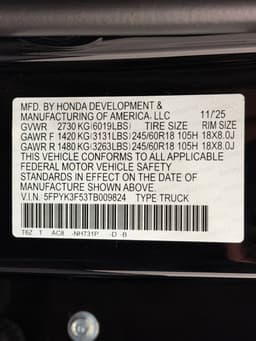 MFD. BY HONDA DEVELOPMENT &
MANUFACTURING OF AMERICA, LLC 11/25
GVWR 2730 KG(6019LBS) TIRE SIZE RIM SIZE
GAWR F 1420 KG(3131LBS) 245/60R18 105H 18X8.0J
GAWR R 1480 KG(3263LBS) 245/60R18 105H 18X8.0J
THIS VEHICLE CONFORMS TO ALL APPLICABLE
FEDERAL MOTOR VEHICLE SAFETY
STANDARDS IN EFFECT ON THE DATE OF
MANUFACTURE SHOWN ABOVE.
V.I.N. 5FPYK3F53TB009824 TYPE TRUCK
T6Z 1 AC8 -NH731P -D -B